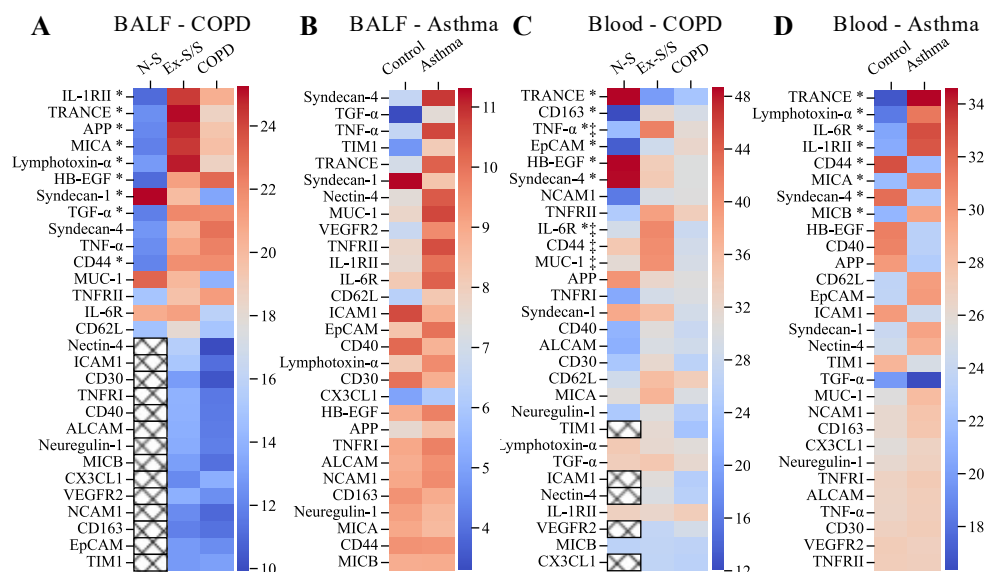 A BALF - COPD
N-S Ex-S/S COPD
IL-1RII *
TRANCE *
APP *
MICA *
Lymphotoxin-α *
HB-EGF *
Syndecan-1
TGF-α *
Syndecan-4
TNF-α
CD44 *
MUC-1
TNFRII
IL-6R
CD62L
Nectin-4
ICAM1
CD30
TNFRI
CD40
ALCAM
Neuregulin-1
MICB
CX3CL1
VEGFR2
NCAM1
CD163
EpCAM
TIM1
24
22
20
18
16
14
12
10
B BALF - Asthma
Control Asthma
Syndecan-4
TGF-α
TNF-α
TIM1
TRANCE
Syndecan-1
Nectin-4
MUC-1
VEGFR2
TNFRII
IL-1RII
IL-6R
CD62L
ICAM1
EpCAM
CD40
Lymphotoxin-α
CD30
CX3CL1
HB-EGF
APP
TNFRI
ALCAM
NCAM1
CD163
Neuregulin-1
MICA
CD44
MICB
11
10
9
8
7
6
5
4
C Blood - COPD
N-S Ex-S/S COPD
TRANCE *
CD163 *
TNF-α *‡
EpCAM *
HB-EGF *
Syndecan-4 *
NCAM1
TNFRII
IL-6R *‡
CD44 ‡
MUC-1 ‡
APP
TNFRI
Syndecan-1
CD40
ALCAM
CD30
CD62L
MICA
Neuregulin-1
TIM1
Lymphotoxin-α
TGF-α
ICAM1
Nectin-4
IL-1RII
VEGFR2
MICB
CX3CL1
48
44
40
36
32
28
24
20
16
12
D Blood - Asthma
Control Asthma
TRANCE *
Lymphotoxin-α *
IL-6R *
IL-1RII *
CD44 *
MICA *
Syndecan-4 *
MICB *
HB-EGF
CD40
APP
CD62L
EpCAM
ICAM1
Syndecan-1
Nectin-4
TIM1
TGF-α
MUC-1
NCAM1
CD163
CX3CL1
Neuregulin-1
TNFRI
ALCAM
TNF-α
CD30
VEGFR2
TNFRII
34
32
30
28
26
24
22
20
18